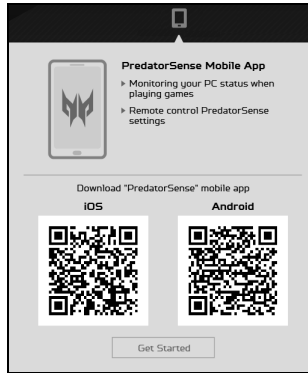 PredatorSense Mobile App
Monitoring your PC status when
playing games
Remote control PredatorSense
settings
Download "PredatorSense" mobile app
iOS
Android
Get Started